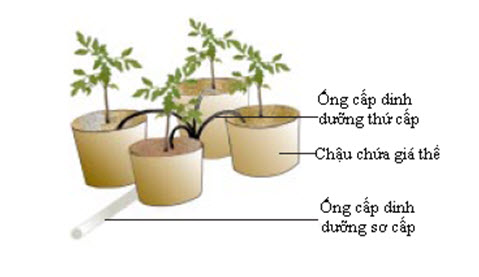 Ống cấp dinh
dưỡng thứ cấp
Chậu chứa giá thể
Ống cấp dinh
dưỡng sơ cấp